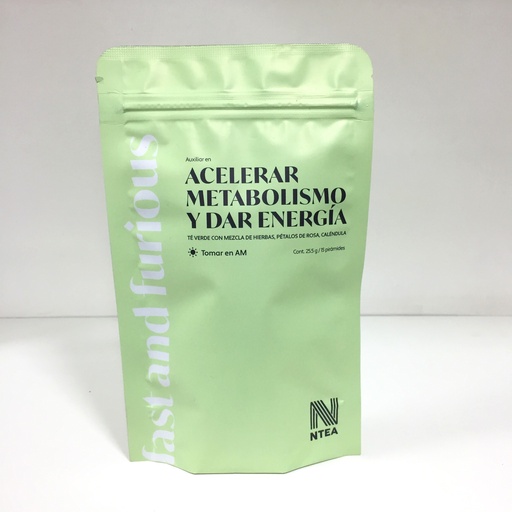 fast and furious
Auxiliar en
ACELERAR
METABOLISMO
Y DAR ENERGÍA
TÉ VERDE CON MEZCLA DE HIERBAS, PÉTALOS DE ROSA, CALÉNDULA
Tomar en AM
Cont. 25.5 g / 15 pirámides
N
NTEA